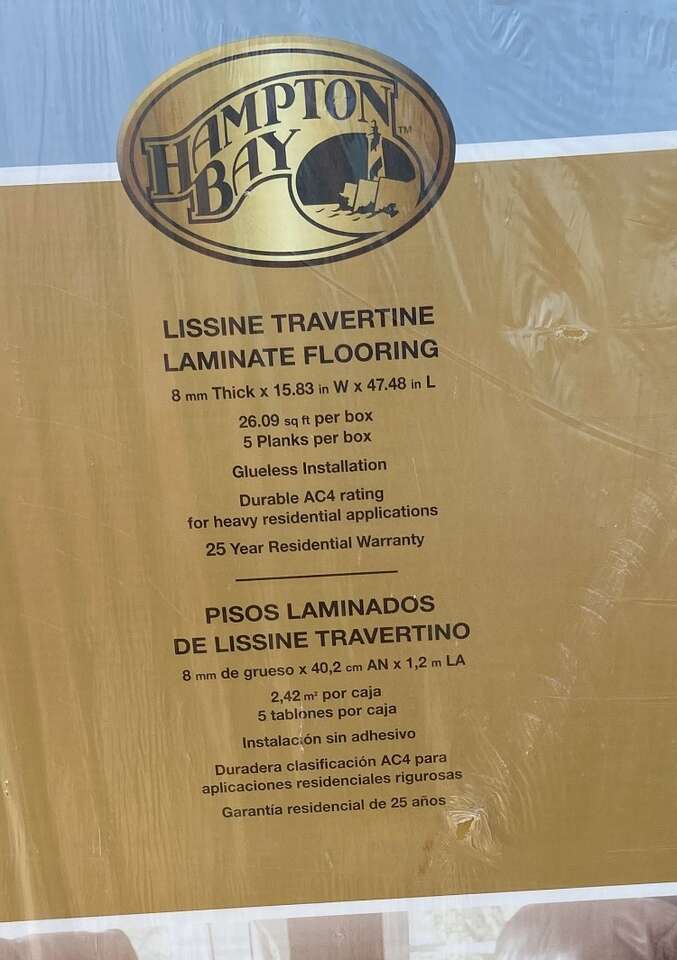 HAMPTON
BAY
™
LISSINE TRAVERTINE
LAMINATE FLOORING
8 mm Thick x 15.83 in W x 47.48 in L
26.09 sq ft per box
5 Planks per box
Glueless Installation
Durable AC4 rating
for heavy residential applications
25 Year Residential Warranty
PISOS LAMINADOS
DE LISSINE TRAVERTINO
8 mm de grueso x 40,2 cm AN x 1,2 m LA
2,42 m² por caja
5 tablones por caja
Instalación sin adhesivo
Duradera clasificación AC4 para
aplicaciones residenciales rigurosas
Garantía residencial de 25 años